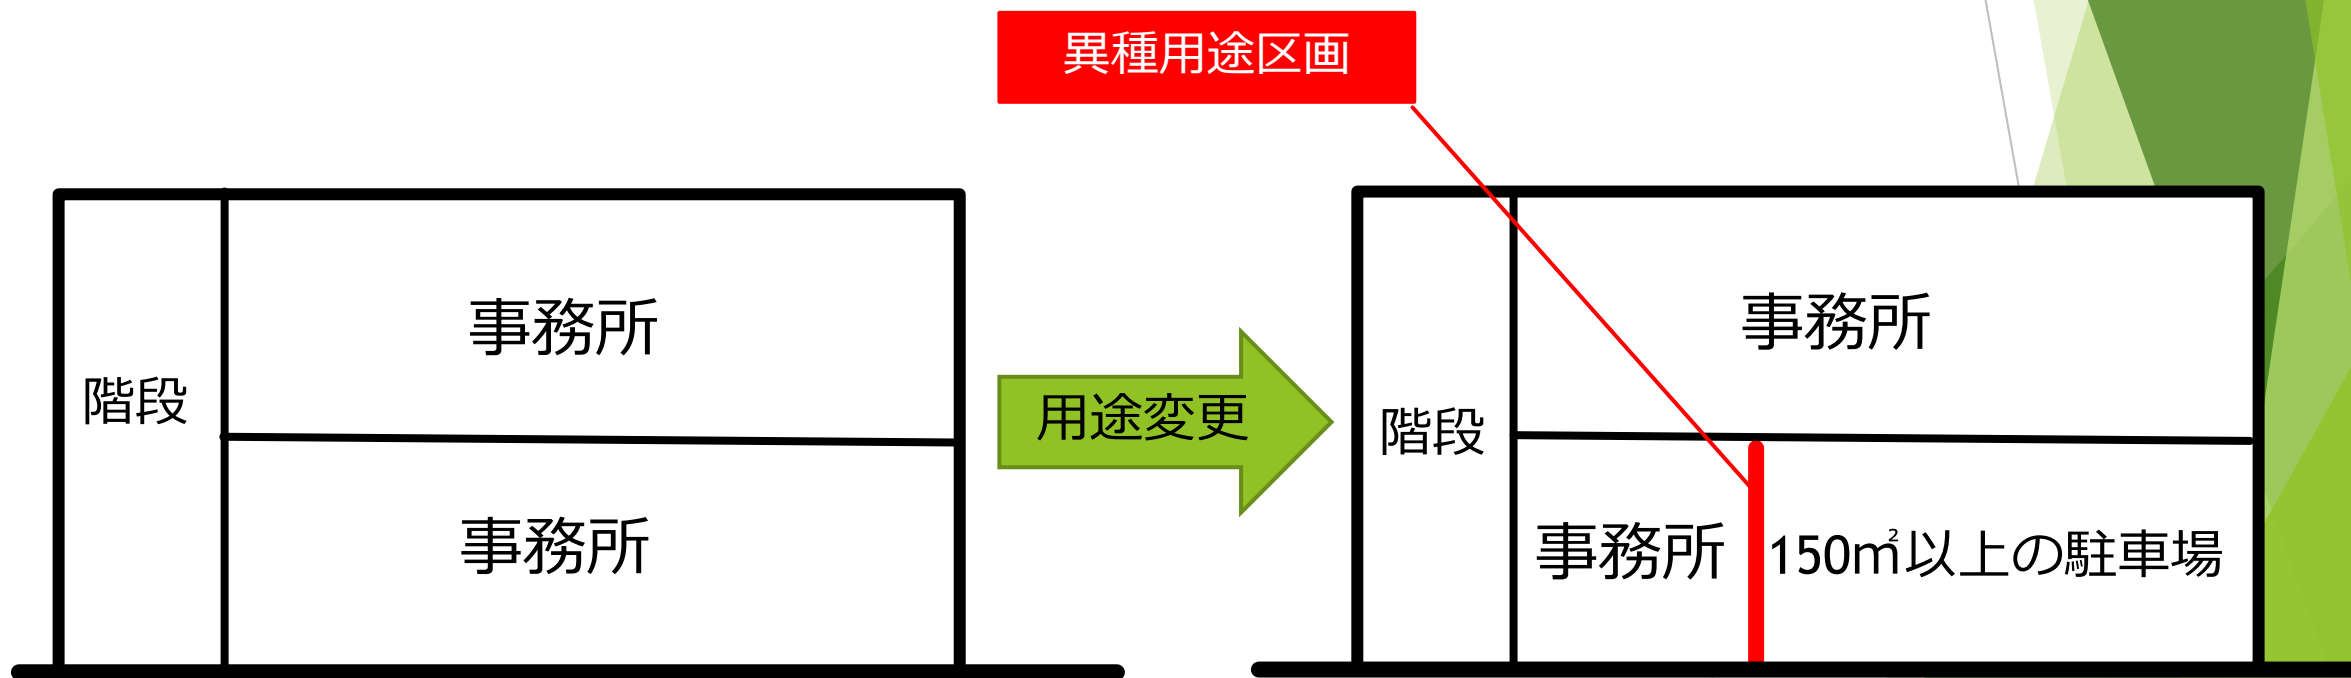 異種用途区画
事務所
階段
事務所
用途変更
事務所
階段
事務所
150㎡以上の駐車場